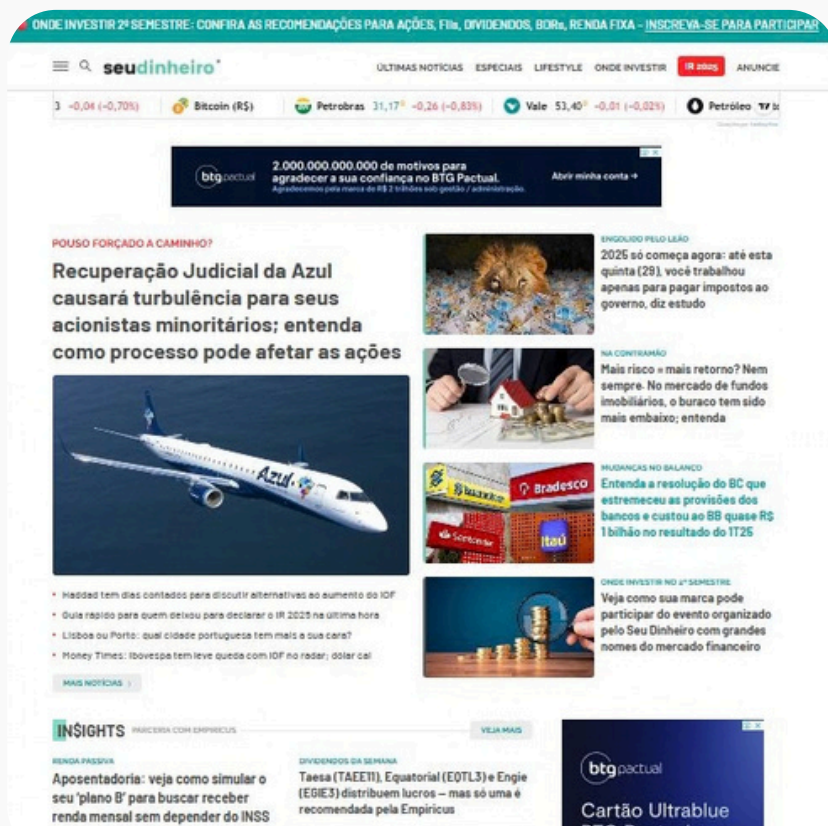 ONDE INVESTIR 2º SEMESTRE: CONFIRA AS RECOMENDAÇÕES PARA AÇÕES, FIIs, DIVIDENDOS, BDRs, RENDA FIXA - INSCREVA-SE PARA PARTICIPAR
seudinheiro
ÚLTIMAS NOTÍCIAS ESPECIAIS LIFESTYLE ONDE INVESTIR IR 2025 ANUNCIE
3 -0,04 (-0,70%) Bitcoin (R$) Petrobras 31,17 -0,26 (-0,83%) Vale 53,40 -0,01 (-0,02%) Petróleo
btgpactual
2.000.000.000.000 de motivos para
agradecer a sua confiança no BTG Pactual.
Agradecemos pela marca de R$ 2 trilhões sob gestão / administração.
Abrir minha conta →
POUSO FORÇADO A CAMINHO?
Recuperação Judicial da Azul
causará turbulência para seus
acionistas minoritários; entenda
como processo pode afetar as ações
Azul
• Haddad tem dias contados para discutir alternativas ao aumento do IOF
• Guia rápido para quem deixou para declarar o IR 2025 na última hora
• Lisboa ou Porto: qual cidade portuguesa tem mais a sua cara?
• Money Times: Ibovespa tem leve queda com IOF no radar; dólar cai
MAIS NOTÍCIAS
ENGOLIDO PELO LEÃO
2025 só começa agora: até esta
quinta (29), você trabalhou
apenas para pagar impostos ao
governo, diz estudo
NA CONTRAMÃO
Mais risco = mais retorno? Nem
sempre. No mercado de fundos
imobiliários, o buraco tem sido
mais embaixo; entenda
Bradesco
Santander
Itaú
MUDANÇAS NO BALANÇO
Entenda a resolução do BC que
estremeceu as provisões dos
bancos e custou ao BB quase R$
1 bilhão no resultado do 1T25
ONDE INVESTIR NO 2º SEMESTRE
Veja como sua marca pode
participar do evento organizado
pelo Seu Dinheiro com grandes
nomes do mercado financeiro
IN$IGHTS PARCERIA COM EMPIRICUS VEJA MAIS
RENDA PASSIVA
Aposentadoria: veja como simular o
seu 'plano B' para buscar receber
renda mensal sem depender do INSS
DIVIDENDOS DA SEMANA
Taesa (TAEE11), Equatorial (EQTL3) e Engie
(EGIE3) distribuem lucros – mas só uma é
recomendada pela Empiricus
btgpactual
Cartão Ultrablue